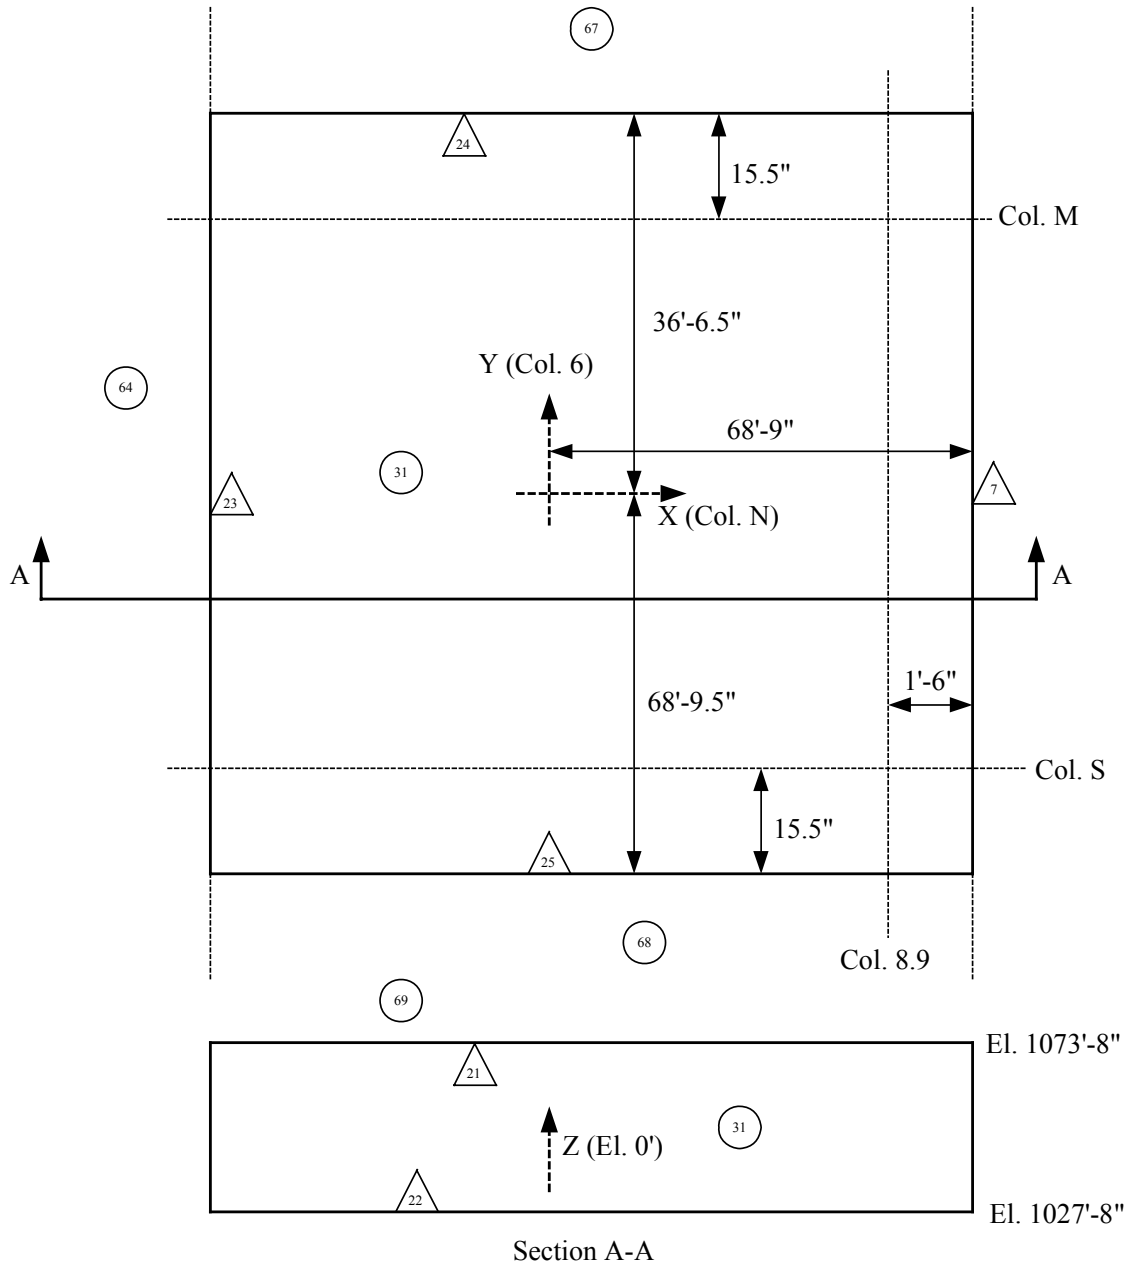 67
24
15.5"
Col. M
36'-6.5"
Y (Col. 6)
64
68'-9"
31
23
7
X (Col. N)
A
A
1'-6"
68'-9.5"
Col. S
15.5"
25
68
Col. 8.9
69
El. 1073'-8"
21
31
Z (El. 0')
22
El. 1027'-8"
Section A-A